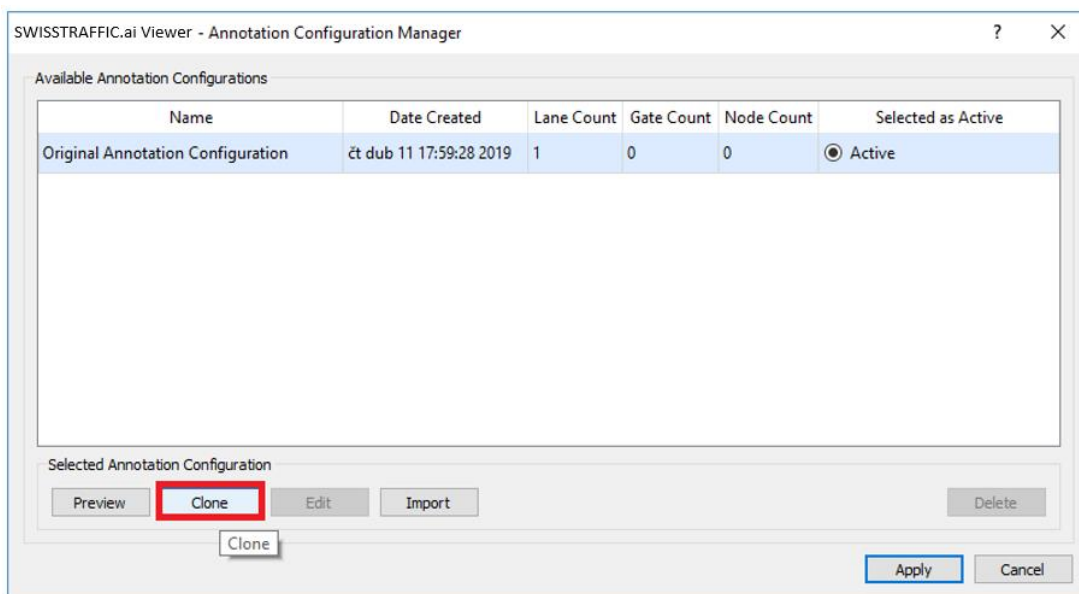 SWISSTRAFFIC.ai Viewer - Annotation Configuration Manager ?
Available Annotation Configurations
Name Date Created Lane Count Gate Count Node Count Selected as Active
Original Annotation Configuration čt dub 11 17:59:28 2019 1 0 0 Active
Selected Annotation Configuration
Preview Clone Edit Import Delete
Clone
Apply Cancel